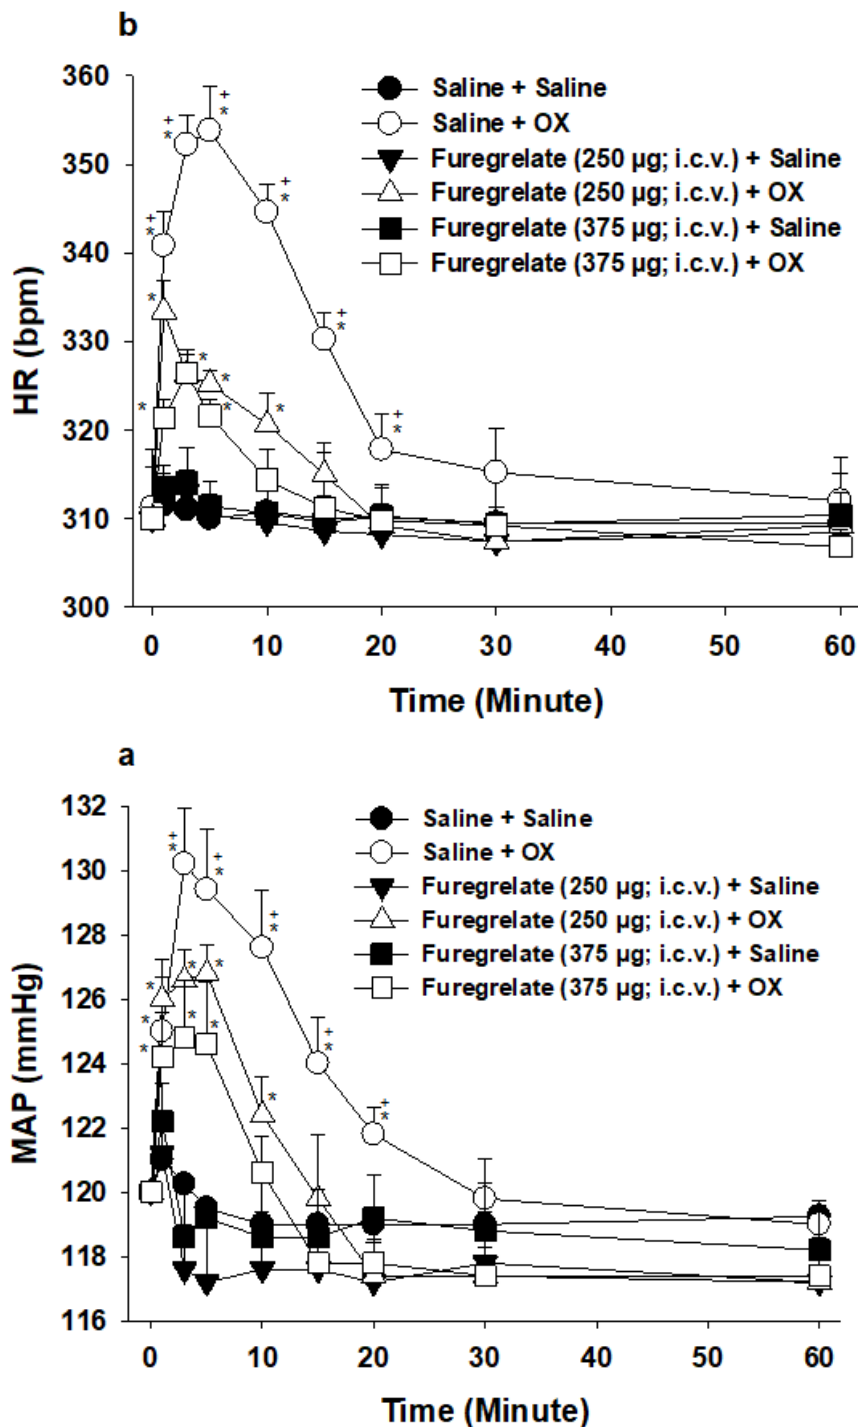 b
360
350
340
330
320
310
300
HR (bpm)
Saline + Saline
Saline + OX
Furegrelate (250 µg; i.c.v.) + Saline
Furegrelate (250 µg; i.c.v.) + OX
Furegrelate (375 µg; i.c.v.) + Saline
Furegrelate (375 µg; i.c.v.) + OX
0 10 20 30 40 50 60
Time (Minute)
a
132
130
128
126
124
122
120
118
116
MAP (mmHg)
Saline + Saline
Saline + OX
Furegrelate (250 µg; i.c.v.) + Saline
Furegrelate (250 µg; i.c.v.) + OX
Furegrelate (375 µg; i.c.v.) + Saline
Furegrelate (375 µg; i.c.v.) + OX
0 10 20 30 40 50 60
Time (Minute)